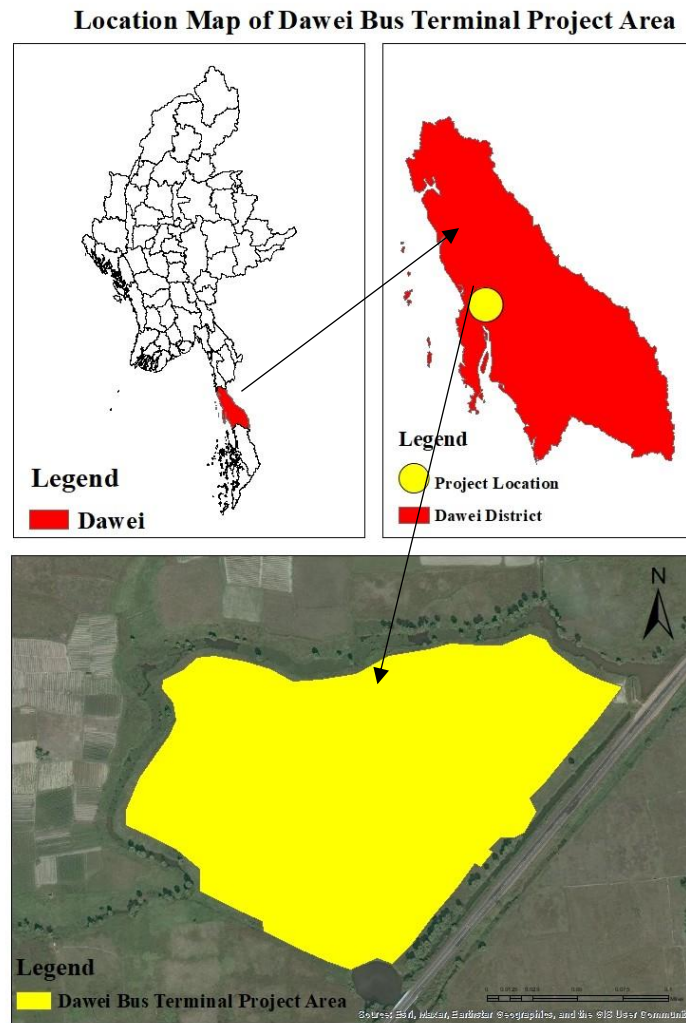 Location Map of Dawei Bus Terminal Project Area
Legend
Dawei
Legend
Project Location
Dawei District
N
Legend
Dawei Bus Terminal Project Area
Source: Esri, Maxar, Earthstar Geographics, and the GIS User Communi